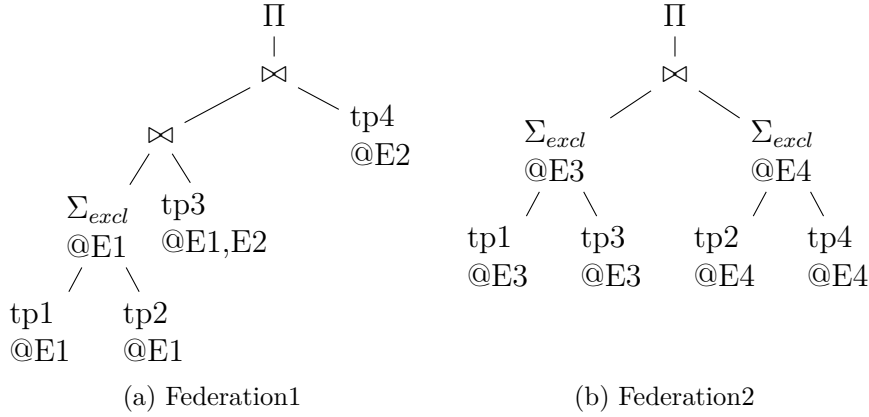 Π
⋈
tp4
@E2
⋈
Σexcl
@E1
tp3
@E1,E2
tp1
@E1
tp2
@E1
(a) Federation1
Π
⋈
Σexcl
@E3
Σexcl
@E4
tp1
@E3
tp3
@E3
tp2
@E4
tp4
@E4
(b) Federation2